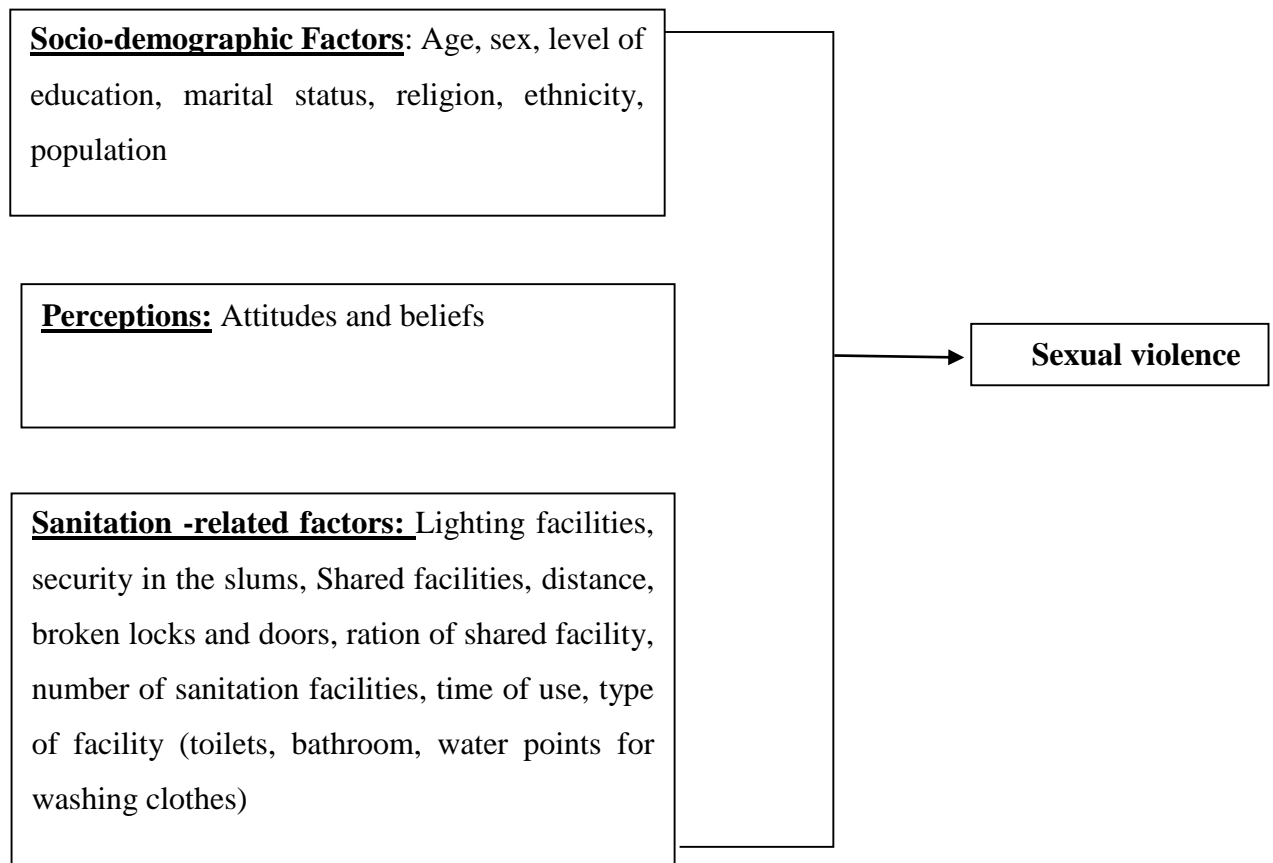 Socio-demographic Factors: Age, sex, level of
education, marital status, religion, ethnicity,
population
Perceptions: Attitudes and beliefs
Sexual violence
Sanitation -related factors: Lighting facilities,
security in the slums, Shared facilities, distance,
broken locks and doors, ration of shared facility,
number of sanitation facilities, time of use, type
of facility (toilets, bathroom, water points for
washing clothes)